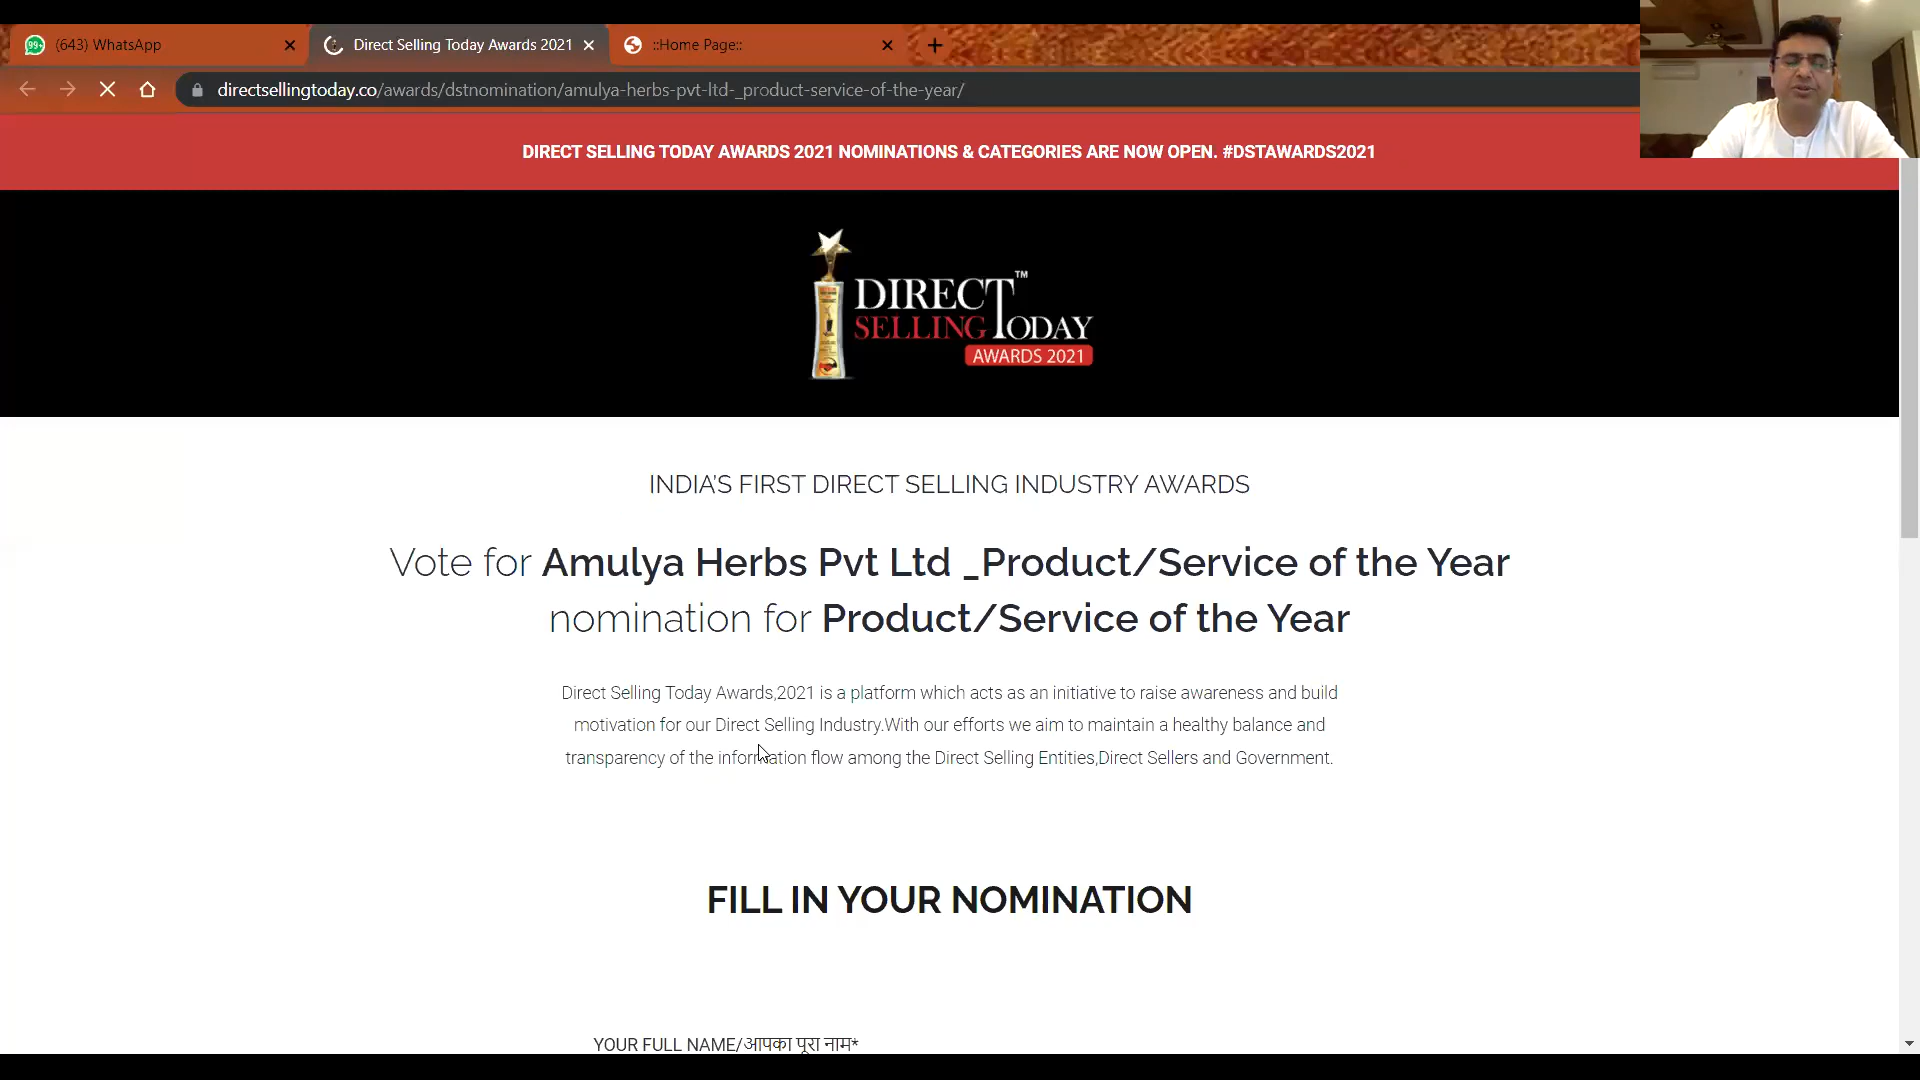 99+ (643) WhatsApp
Direct Selling Today Awards 2021
::Home Page::
directsellingtoday.co/awards/dstnomination/amulya-herbs-pvt-ltd-_product-service-of-the-year/
DIRECT SELLING TODAY AWARDS 2021 NOMINATIONS & CATEGORIES ARE NOW OPEN. #DSTAWARDS2021
DIRECT™
SELLING TODAY
AWARDS 2021
INDIA'S FIRST DIRECT SELLING INDUSTRY AWARDS
Vote for Amulya Herbs Pvt Ltd _Product/Service of the Year
nomination for Product/Service of the Year
Direct Selling Today Awards,2021 is a platform which acts as an initiative to raise awareness and build
motivation for our Direct Selling Industry.With our efforts we aim to maintain a healthy balance and
transparency of the information flow among the Direct Selling Entities,Direct Sellers and Government.
FILL IN YOUR NOMINATION
YOUR FULL NAME/आपका पूरा नाम*